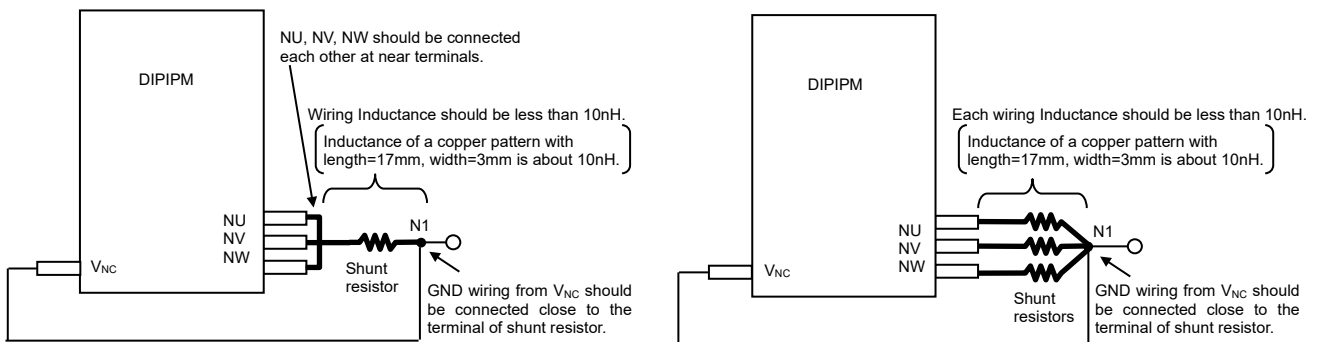 NU, NV, NW should be connected
each other at near terminals.
DIPIPM
Wiring Inductance should be less than 10nH.
Inductance of a copper pattern with
length=17mm, width=3mm is about 10nH.
NU
NV
NW
N1
VNC
Shunt
resistor
GND wiring from VNC should
be connected close to the
terminal of shunt resistor.
DIPIPM
Each wiring Inductance should be less than 10nH.
Inductance of a copper pattern with
length=17mm, width=3mm is about 10nH.
NU
NV
NW
N1
VNC
Shunt
resistors
GND wiring from VNC should
be connected close to the
terminal of shunt resistor.